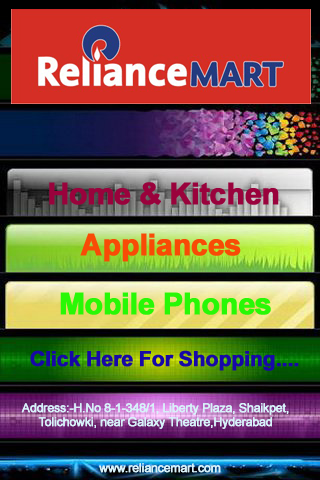 RelianceMART
Home & Kitchen
Appliances
Mobile Phones
Click Here For Shopping....
Address:-H.No 8-1-346/1, Liberty Plaza, Shaikpet,
Tolichowki, near Galaxy Theatre,Hyderabad
www.reliancemart.com